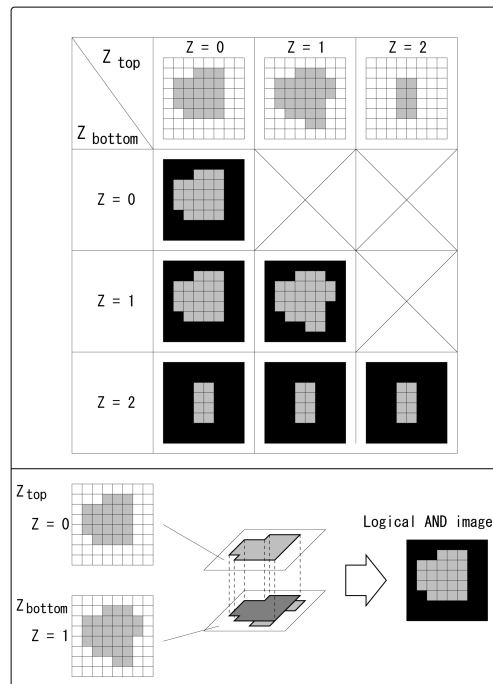 Z = 0
Z = 1
Z = 2
Z top
Z bottom
Z = 0
Z = 1
Z = 2
Z top
Z = 0
Logical AND image
Z bottom
Z = 1